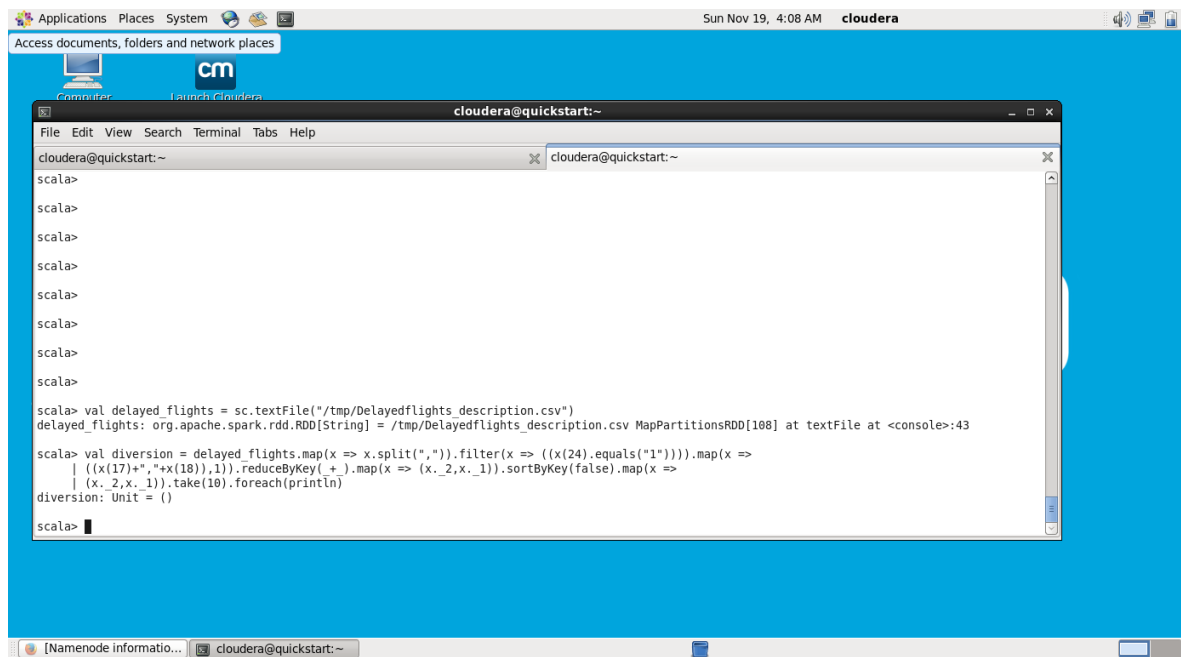 Applications Places System Sun Nov 19, 4:08 AM cloudera
Access documents, folders and network places
cm
Computer Launch Cloudera
cloudera@quickstart:~
File Edit View Search Terminal Tabs Help
cloudera@quickstart:~ cloudera@quickstart:~
scala>
scala>
scala>
scala>
scala>
scala>
scala>
scala>
scala> val delayed_flights = sc.textFile("/tmp/Delayedflights_description.csv")
delayed_flights: org.apache.spark.rdd.RDD[String] = /tmp/Delayedflights_description.csv MapPartitionsRDD[108] at textFile at <console>:43
scala> val diversion = delayed_flights.map(x => x.split(",")).filter(x => ((x(24).equals("1")))).map(x =>
| ((x(17)+","+x(18)),1)).reduceByKey(_+_).map(x => (x._2,x._1)).sortByKey(false).map(x =>
| (x._2,x._1)).take(10).foreach(println)
diversion: Unit = ()
scala>
[Namenode informatio... cloudera@quickstart:~